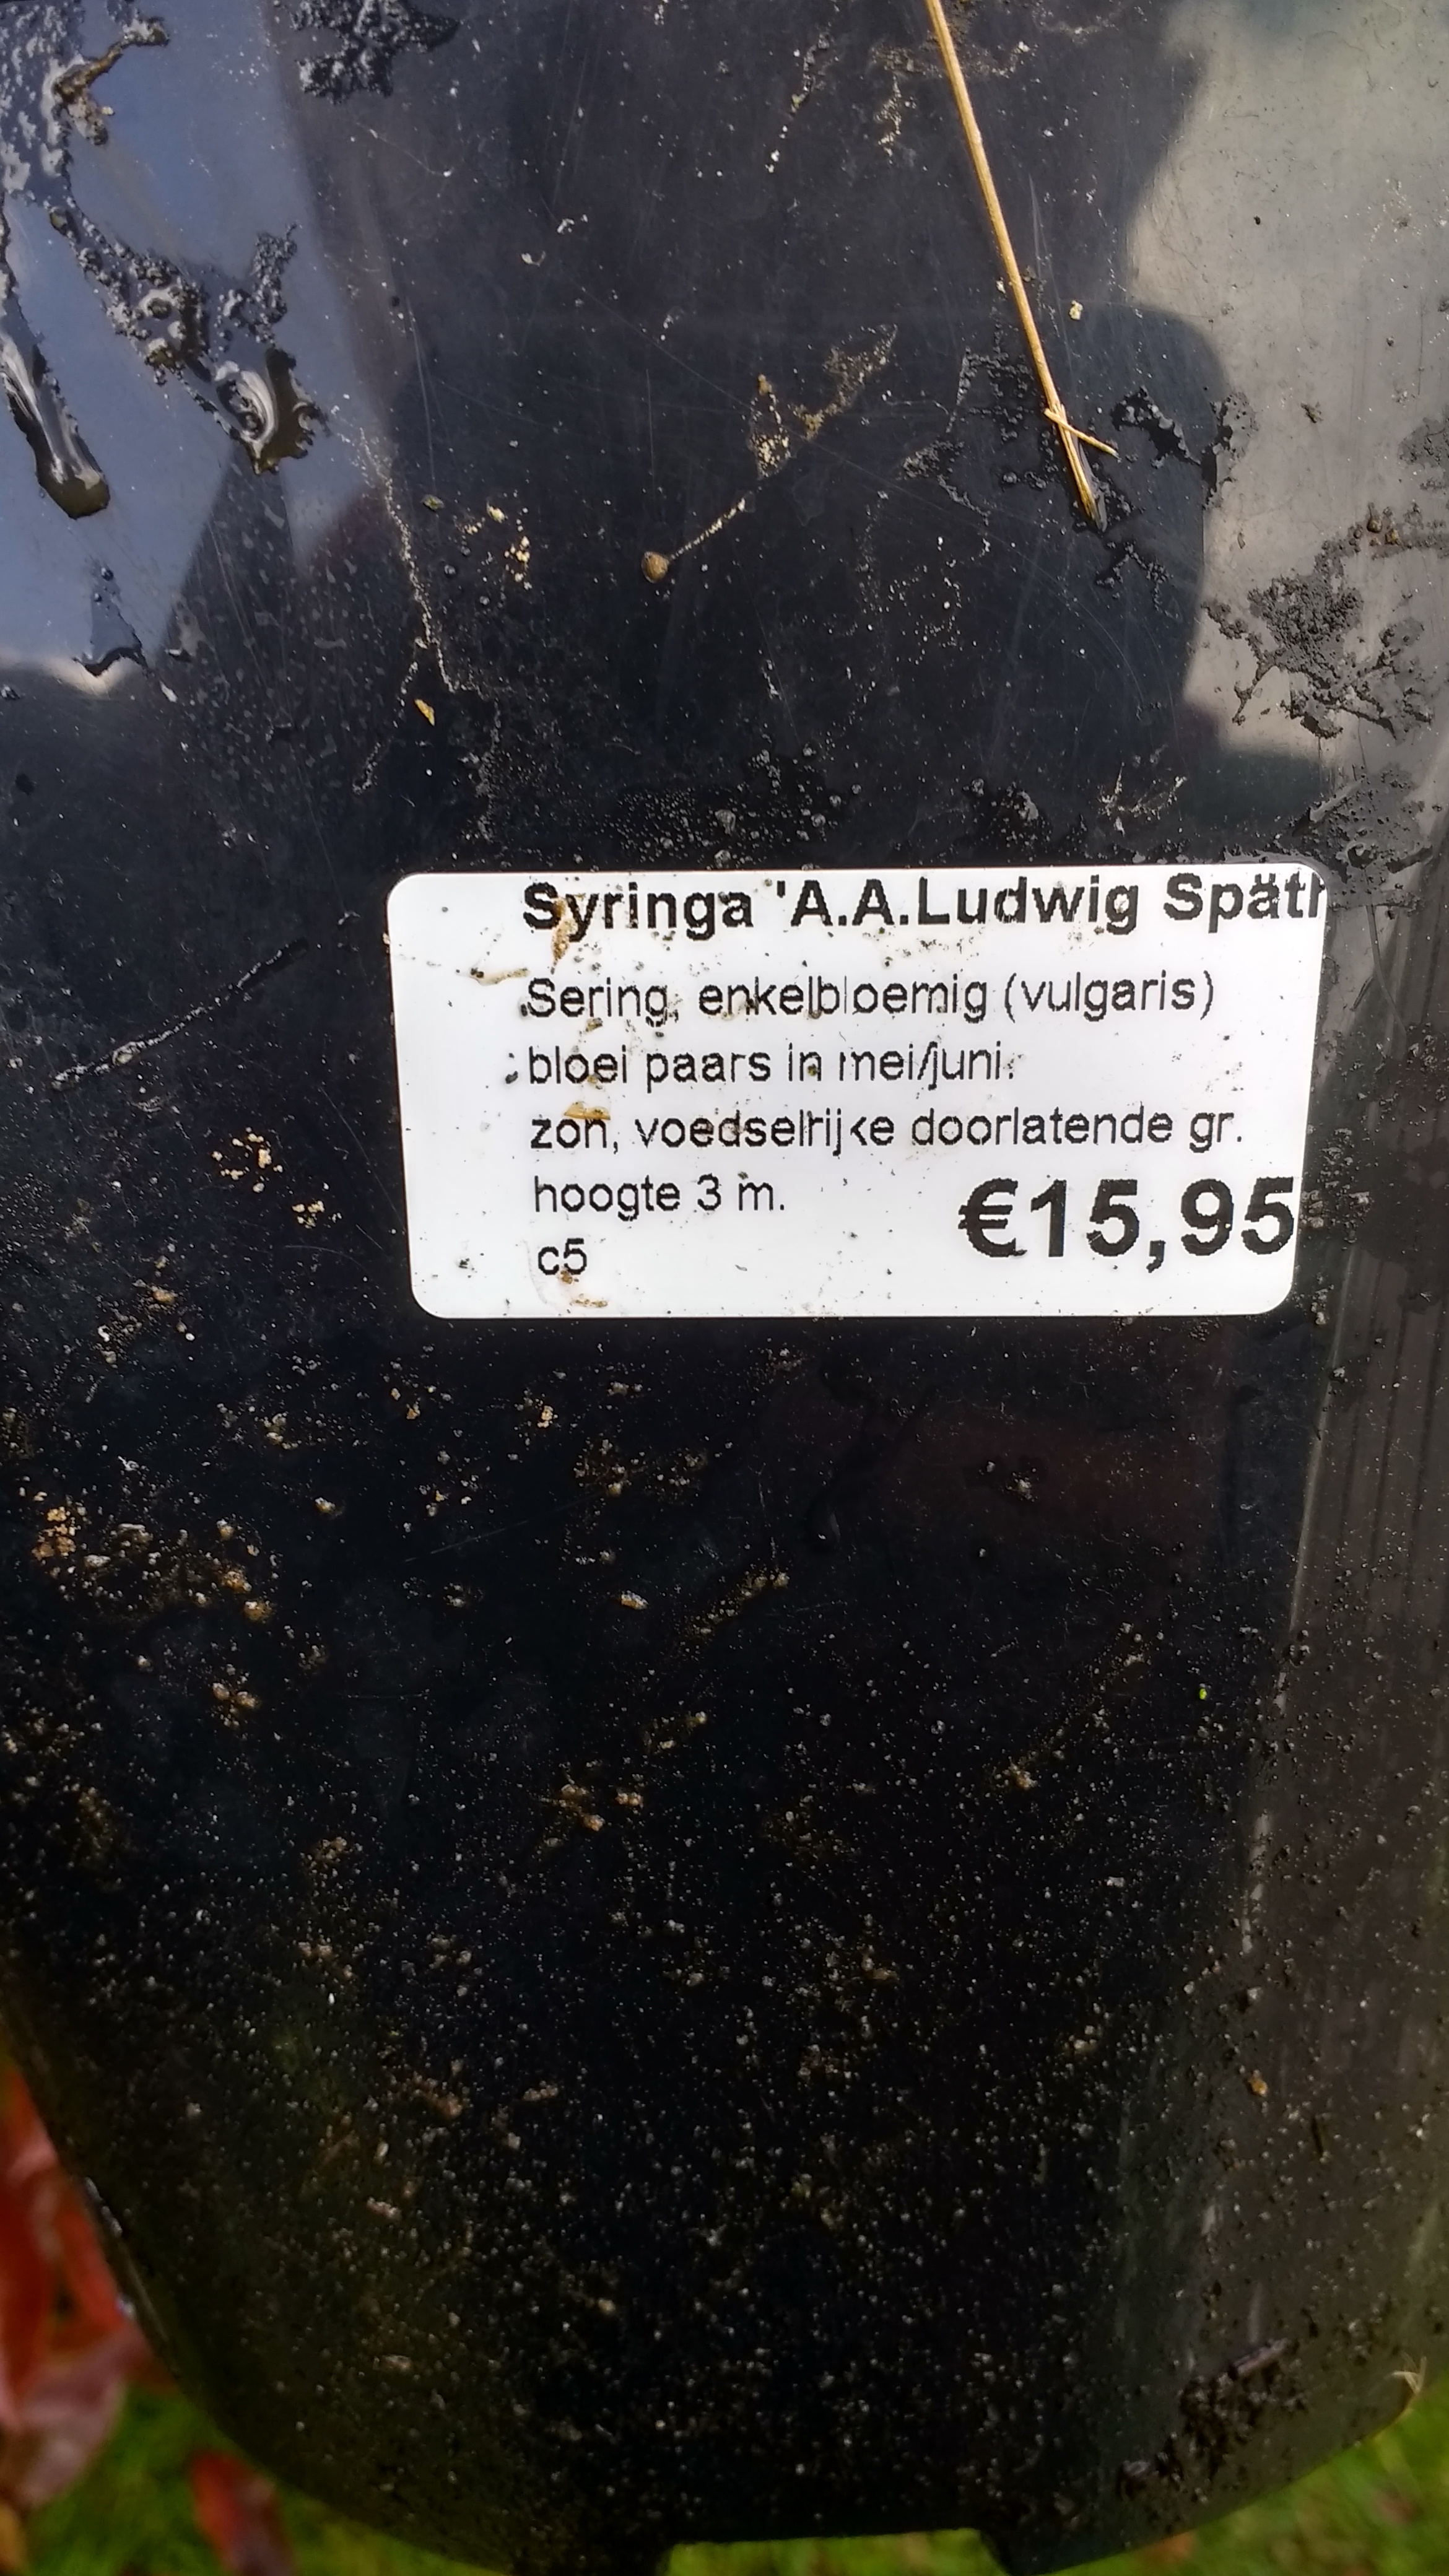 Syringa 'A.A.Ludwig Späth
Sering, enkelbloemig (vulgaris)
bloei paars in mei/juni.
zon, voedselrijke doorlatende gr.
hoogte 3 m.
€15,95
c5